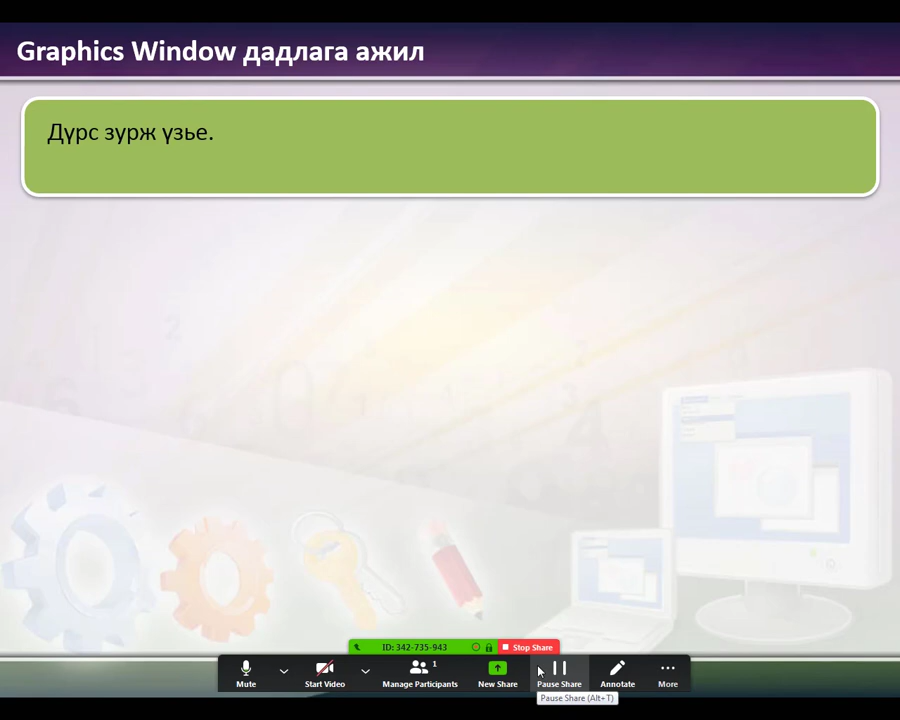 Graphics Window дадлага ажил
Дүрс зурж үзье.
ID: 342-735-943 Stop Share
Mute Start Video Manage Participants 1 New Share Pause Share Annotate More
Pause Share (Alt+T)